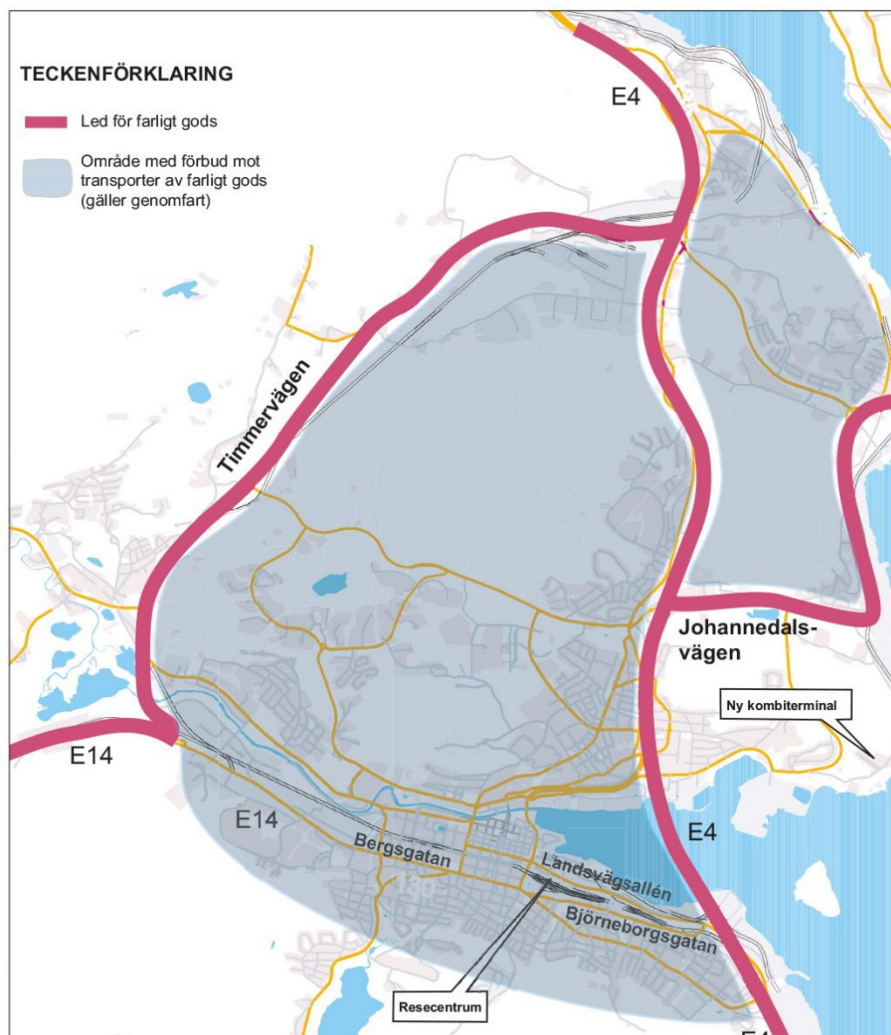 TECKENFÖRKLARING
Led för farligt gods
Område med förbud mot
transporter av farligt gods
(gäller genomfart)
E4
Timmervägen
Johannedals-
vägen
Ny kombiterminal
E14
E14
E4
Bergsgatan
Landsvägsallén
Björneborgsgatan
Resecentrum
E4